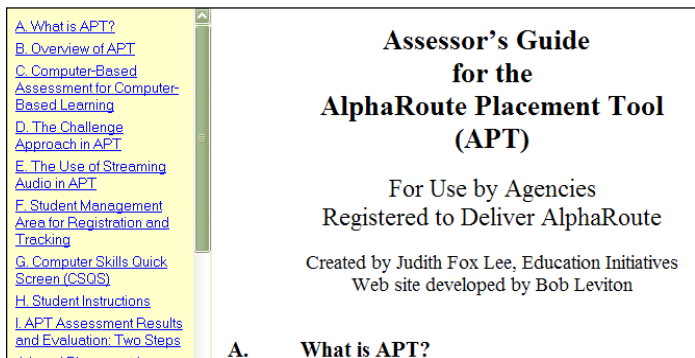 A. What is APT?
B. Overview of APT
C. Computer-Based
Assessment for Computer-
Based Learning
D. The Challenge
Approach in APT
E. The Use of Streaming
Audio in APT
F. Student Management
Area for Registration and
Tracking
G. Computer Skills Quick
Screen (CSQS)
H. Student Instructions
I. APT Assessment Results
and Evaluation: Two Steps
Assessor's Guide
for the
AlphaRoute Placement Tool
(APT)
For Use by Agencies
Registered to Deliver AlphaRoute
Created by Judith Fox Lee, Education Initiatives
Web site developed by Bob Leviton
A. What is APT?